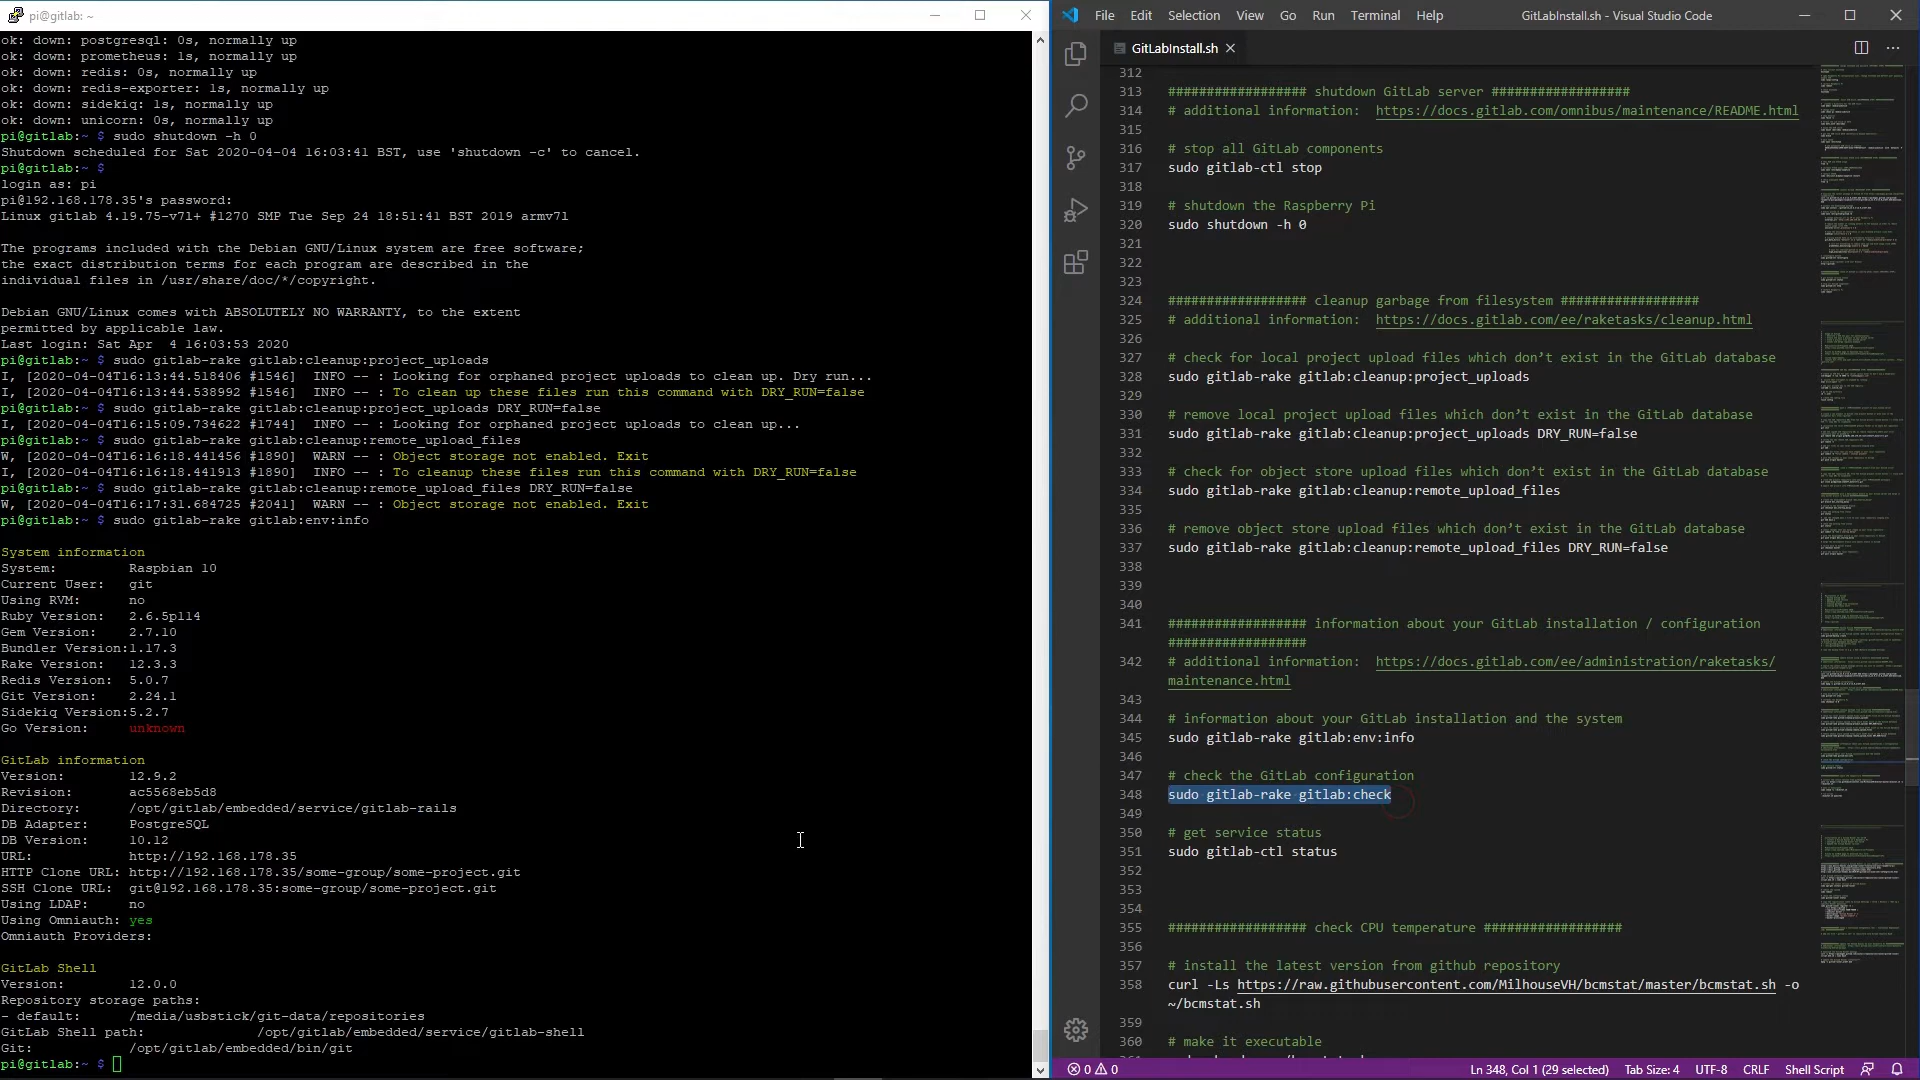 pi@gitlab: ~
ok: down: postgresql: 0s, normally up
ok: down: prometheus: 1s, normally up
ok: down: redis: 0s, normally up
ok: down: redis-exporter: 1s, normally up
ok: down: sidekiq: 1s, normally up
ok: down: unicorn: 0s, normally up
pi@gitlab:~ $ sudo shutdown -h 0
Shutdown scheduled for Sat 2020-04-04 16:03:41 BST, use 'shutdown -c' to cancel.
pi@gitlab:~ $
login as: pi
pi@192.168.178.35's password:
Linux gitlab 4.19.75-v7l+ #1270 SMP Tue Sep 24 18:51:41 BST 2019 armv7l
The programs included with the Debian GNU/Linux system are free software;
the exact distribution terms for each program are described in the
individual files in /usr/share/doc/*/copyright.
Debian GNU/Linux comes with ABSOLUTELY NO WARRANTY, to the extent
permitted by applicable law.
Last login: Sat Apr  4 16:03:53 2020
pi@gitlab:~ $ sudo gitlab-rake gitlab:cleanup:project_uploads
I, [2020-04-04T16:13:44.518406 #1546]  INFO -- : Looking for orphaned project uploads to clean up. Dry run...
I, [2020-04-04T16:13:44.538992 #1546]  INFO -- : To clean up these files run this command with DRY_RUN=false
pi@gitlab:~ $ sudo gitlab-rake gitlab:cleanup:project_uploads DRY_RUN=false
I, [2020-04-04T16:15:09.734622 #1744]  INFO -- : Looking for orphaned project uploads to clean up...
pi@gitlab:~ $ sudo gitlab-rake gitlab:cleanup:remote_upload_files
W, [2020-04-04T16:16:18.441456 #1890]  WARN -- : Object storage not enabled. Exit
I, [2020-04-04T16:16:18.441913 #1890]  INFO -- : To cleanup these files run this command with DRY_RUN=false
pi@gitlab:~ $ sudo gitlab-rake gitlab:cleanup:remote_upload_files DRY_RUN=false
W, [2020-04-04T16:17:31.684725 #2041]  WARN -- : Object storage not enabled. Exit
pi@gitlab:~ $ sudo gitlab-rake gitlab:env:info
System information
System: Raspbian 10
Current User: git
Using RVM: no
Ruby Version: 2.6.5p114
Gem Version: 2.7.10
Bundler Version:1.17.3
Rake Version: 12.3.3
Redis Version: 5.0.7
Git Version: 2.24.1
Sidekiq Version:5.2.7
Go Version: unknown
GitLab information
Version: 12.9.2
Revision: ac5568eb5d8
Directory: /opt/gitlab/embedded/service/gitlab-rails
DB Adapter: PostgreSQL
DB Version: 10.12
URL: http://192.168.178.35
HTTP Clone URL: http://192.168.178.35/some-group/some-project.git
SSH Clone URL: git@192.168.178.35:some-group/some-project.git
Using LDAP: no
Using Omniauth: yes
Omniauth Providers:
GitLab Shell
Version: 12.0.0
Repository storage paths:
- default: /media/usbstick/git-data/repositories
GitLab Shell path: /opt/gitlab/embedded/service/gitlab-shell
Git: /opt/gitlab/embedded/bin/git
pi@gitlab:~ $
File Edit Selection View Go Run Terminal Help GitLabInstall.sh - Visual Studio Code
GitLabInstall.sh
312
313 ################## shutdown GitLab server ##################
314 # additional information:  https://docs.gitlab.com/omnibus/maintenance/README.html
315
316 # stop all GitLab components
317 sudo gitlab-ctl stop
318
319 # shutdown the Raspberry Pi
320 sudo shutdown -h 0
321
322
323
324 ################## cleanup garbage from filesystem ##################
325 # additional information:  https://docs.gitlab.com/ee/raketasks/cleanup.html
326
327 # check for local project upload files which don’t exist in the GitLab database
328 sudo gitlab-rake gitlab:cleanup:project_uploads
329
330 # remove local project upload files which don’t exist in the GitLab database
331 sudo gitlab-rake gitlab:cleanup:project_uploads DRY_RUN=false
332
333 # check for object store upload files which don’t exist in the GitLab database
334 sudo gitlab-rake gitlab:cleanup:remote_upload_files
335
336 # remove object store upload files which don’t exist in the GitLab database
337 sudo gitlab-rake gitlab:cleanup:remote_upload_files DRY_RUN=false
338
339
340
341 ################## information about your GitLab installation / configuration
##################
342 # additional information:  https://docs.gitlab.com/ee/administration/raketasks/
maintenance.html
343
344 # information about your GitLab installation and the system
345 sudo gitlab-rake gitlab:env:info
346
347 # check the GitLab configuration
348 sudo gitlab-rake gitlab:check
349
350 # get service status
351 sudo gitlab-ctl status
352
353
354
355 ################## check CPU temperature ##################
356
357 # install the latest version from github repository
358 curl -Ls https://raw.githubusercontent.com/MilhouseVH/bcmstat/master/bcmstat.sh -o
~/bcmstat.sh
359
360 # make it executable
0 0 Ln 348, Col 1 (29 selected) Tab Size: 4 UTF-8 CRLF Shell Script